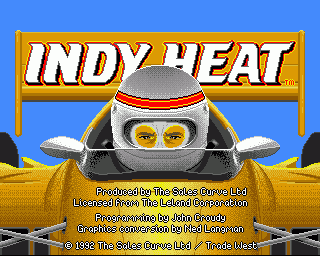 INDY HEAT
TM
Produced by The Sales Curve Ltd
Licensed from The Leland Corporation
Programming by John Croudy
Graphics conversion by Ned Langman
© 1992 The Sales Curve Ltd / Trade West